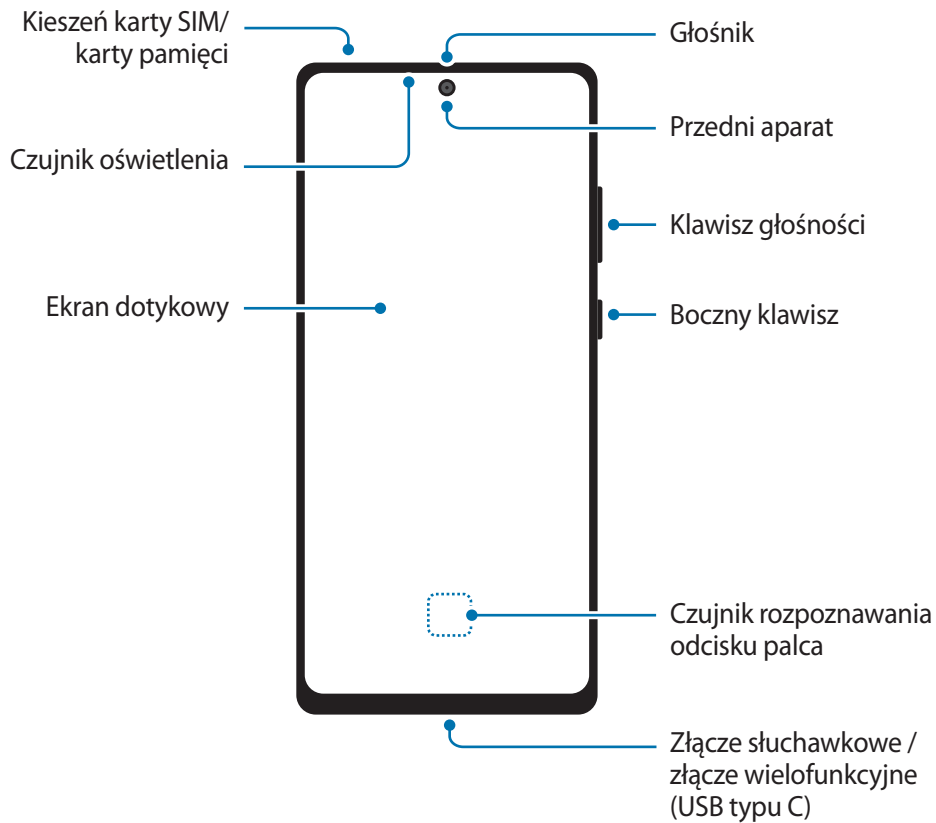 Kieszeń karty SIM/
karty pamięci
Czujnik oświetlenia
Ekran dotykowy
Głośnik
Przedni aparat
Klawisz głośności
Boczny klawisz
Czujnik rozpoznawania
odcisku palca
Złącze słuchawkowe /
złącze wielofunkcyjne
(USB typu C)